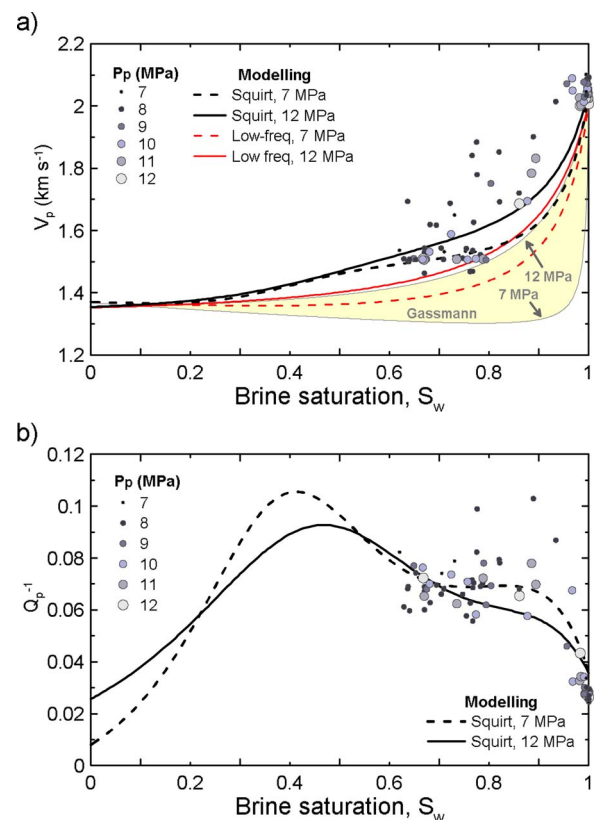 a)
2.2
2
1.8
1.6
1.4
1.2
V_p (km s⁻¹)
Pp (MPa)
7
8
9
10
11
12
Modelling
Squirt, 7 MPa
Squirt, 12 MPa
Low-freq, 7 MPa
Low freq, 12 MPa
12 MPa
7 MPa
Gassmann
0 0.2 0.4 0.6 0.8 1
Brine saturation, S_w
b)
0.12
0.1
0.08
0.06
0.04
0.02
0
Q_p⁻¹
Pp (MPa)
7
8
9
10
11
12
Modelling
Squirt, 7 MPa
Squirt, 12 MPa
0 0.2 0.4 0.6 0.8 1
Brine saturation, S_w